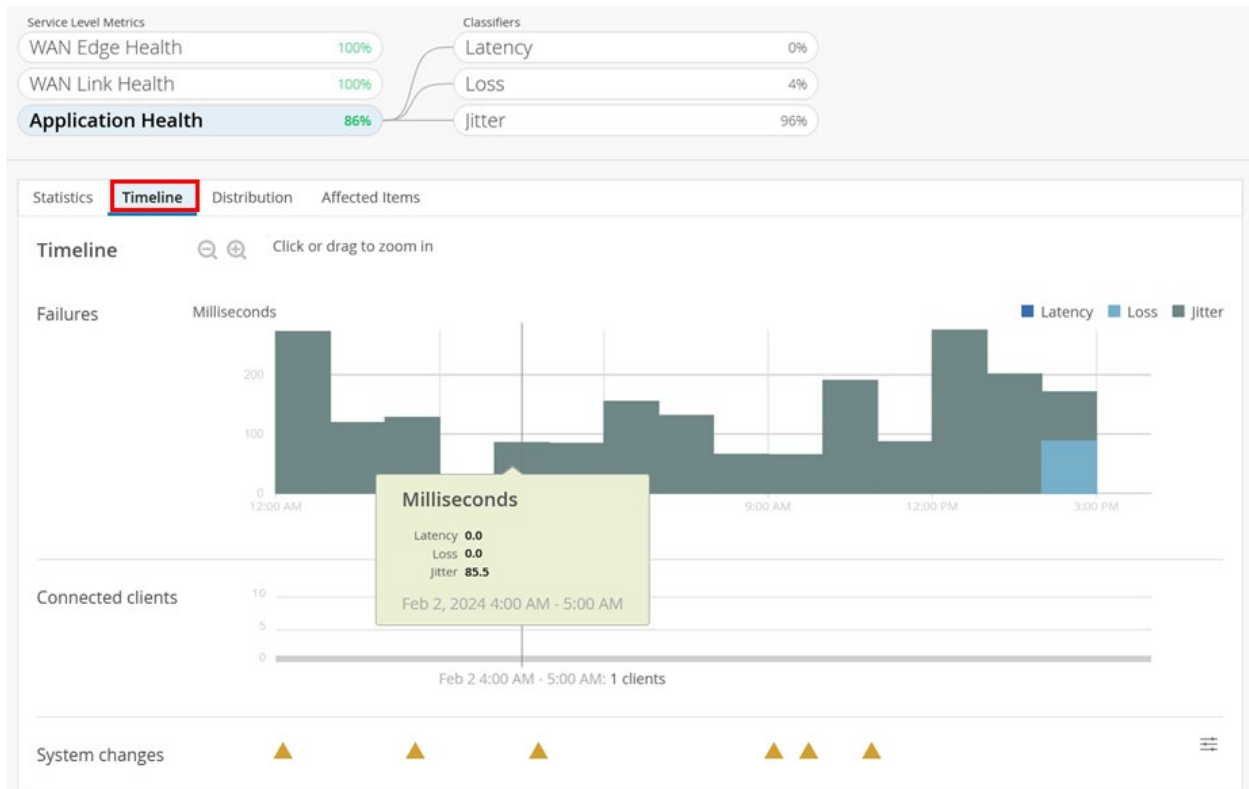 Service Level Metrics
Classifiers
WAN Edge Health 100%
Latency 0%
WAN Link Health 100%
Loss 4%
Application Health 86%
Jitter 96%
Statistics Timeline Distribution Affected Items
Timeline Click or drag to zoom in
Failures Milliseconds Latency Loss Jitter
200
100
0
12:00 AM 9:00 AM 12:00 PM 3:00 PM
Milliseconds
Latency 0.0
Loss 0.0
Jitter 85.5
Feb 2, 2024 4:00 AM - 5:00 AM
Connected clients
10
5
0
Feb 2 4:00 AM - 5:00 AM: 1 clients
System changes